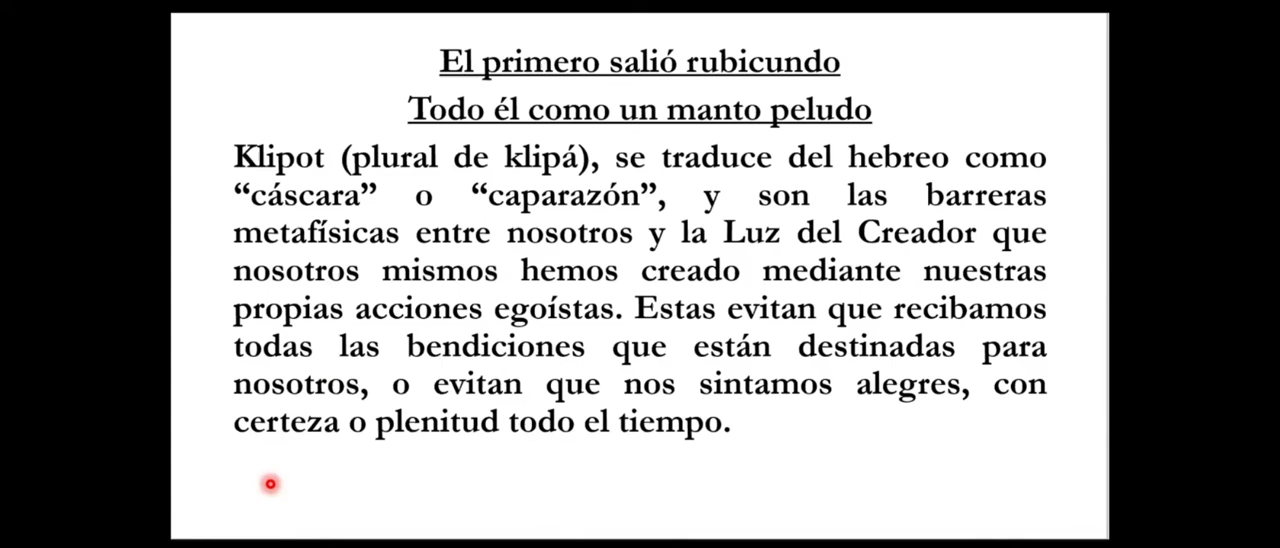 El primero salió rubicundo
Todo él como un manto peludo
Klipot (plural de klipá), se traduce del hebreo como
“cáscara” o “caparazón”, y son las barreras
metafísicas entre nosotros y la Luz del Creador que
nosotros mismos hemos creado mediante nuestras
propias acciones egoístas. Estas evitan que recibamos
todas las bendiciones que están destinadas para
nosotros, o evitan que nos sintamos alegres, con
certeza o plenitud todo el tiempo.